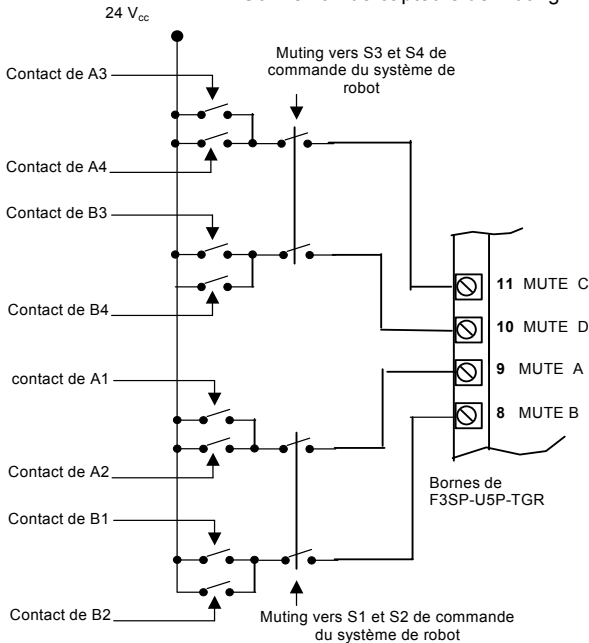 24 Vcc
Muting vers S3 et S4 de
commande du système de
robot
Contact de A3
Contact de A4
Contact de B3
Contact de B4
11 MUTE C
10 MUTE D
9 MUTE A
8 MUTE B
contact de A1
Contact de A2
Bornes de
F3SP-U5P-TGR
Contact de B1
Contact de B2
Muting vers S1 et S2 de commande
du système de robot